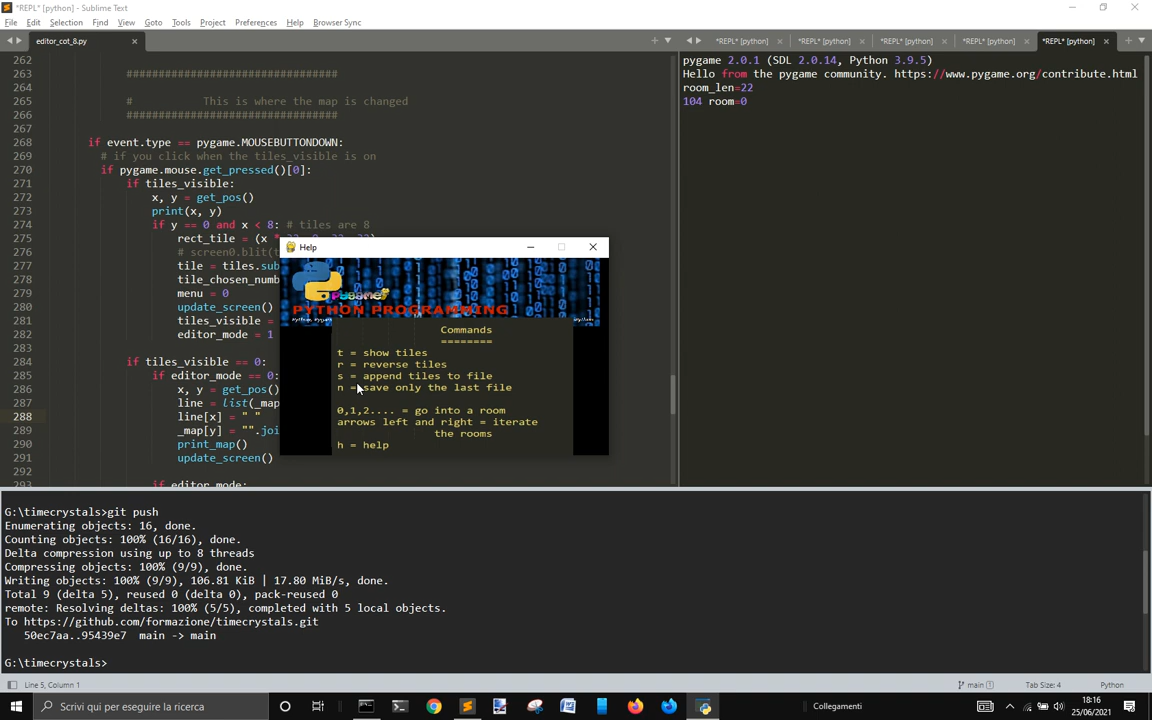 *REPL* [python] - Sublime Text
File Edit Selection Find View Goto Tools Project Preferences Help Browser Sync
editor_cot_8.py
*REPL* [python] *REPL* [python] *REPL* [python] *REPL* [python] *REPL* [python]
262
263 #################################
264
265 # This is where the map is changed
266 #################################
267
268 if event.type == pygame.MOUSEBUTTONDOWN:
269 # if you click when the tiles_visible is on
270 if pygame.mouse.get_pressed()[0]:
271 if tiles_visible:
272 x, y = get_pos()
273 print(x, y)
274 if y == 0 and x < 8: # tiles are 8
275 rect_tile = (x *
276 # screen0.blit(t
277 tile = tiles.sub
278 tile_chosen_numb
279 menu = 0
280 update_screen()
281 tiles_visible =
282 editor_mode = 1
283
284 if tiles_visible == 0:
285 if editor_mode == 0:
286 x, y = get_pos()
287 line = list(_map
288 line[x] = " "
289 _map[y] = "".joi
290 print_map()
291 update_screen()
292
293 if editor_mode:
pygame 2.0.1 (SDL 2.0.14, Python 3.9.5)
Hello from the pygame community. https://www.pygame.org/contribute.html
room_len=22
104 room=0
Help
pygame
PYTHON PROGRAMMING
Commands
========
t = show tiles
r = reverse tiles
s = append tiles to file
n = save only the last file
0,1,2.... = go into a room
arrows left and right = iterate
the rooms
h = help
G:\timecrystals>git push
Enumerating objects: 16, done.
Counting objects: 100% (16/16), done.
Delta compression using up to 8 threads
Compressing objects: 100% (9/9), done.
Writing objects: 100% (9/9), 106.81 KiB | 17.80 MiB/s, done.
Total 9 (delta 5), reused 0 (delta 0), pack-reused 0
remote: Resolving deltas: 100% (5/5), completed with 5 local objects.
To https://github.com/formazione/timecrystals.git
50ec7aa..95439e7 main -> main
G:\timecrystals>
Line 5, Column 1
main 1
Tab Size: 4
Python
Scrivi qui per eseguire la ricerca
Collegamenti
18:16
25/06/2021